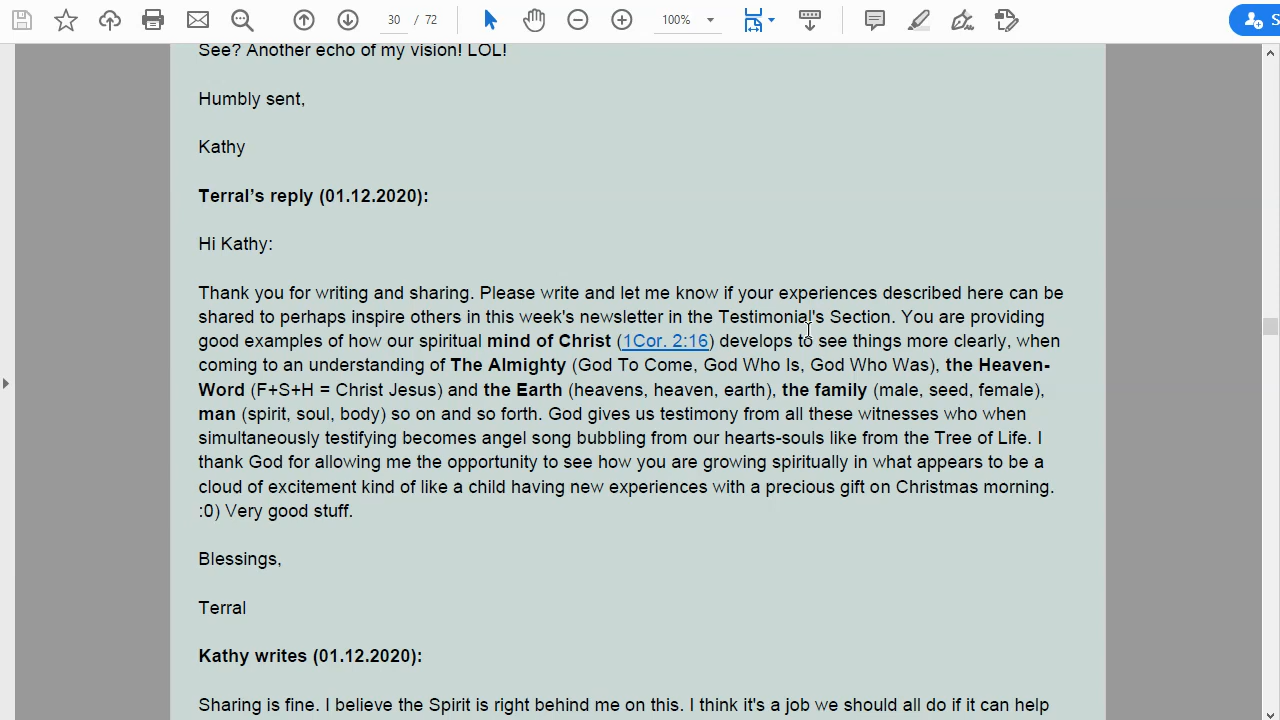 30 / 72
100%
S
See? Another echo of my vision! LOL!
Humbly sent,
Kathy
Terral’s reply (01.12.2020):
Hi Kathy:
Thank you for writing and sharing. Please write and let me know if your experiences described here can be
shared to perhaps inspire others in this week's newsletter in the Testimonial's Section. You are providing
good examples of how our spiritual mind of Christ (1Cor. 2:16) develops to see things more clearly, when
coming to an understanding of The Almighty (God To Come, God Who Is, God Who Was), the Heaven-
Word (F+S+H = Christ Jesus) and the Earth (heavens, heaven, earth), the family (male, seed, female),
man (spirit, soul, body) so on and so forth. God gives us testimony from all these witnesses who when
simultaneously testifying becomes angel song bubbling from our hearts-souls like from the Tree of Life. I
thank God for allowing me the opportunity to see how you are growing spiritually in what appears to be a
cloud of excitement kind of like a child having new experiences with a precious gift on Christmas morning.
:0) Very good stuff.
Blessings,
Terral
Kathy writes (01.12.2020):
Sharing is fine. I believe the Spirit is right behind me on this. I think it's a job we should all do if it can help